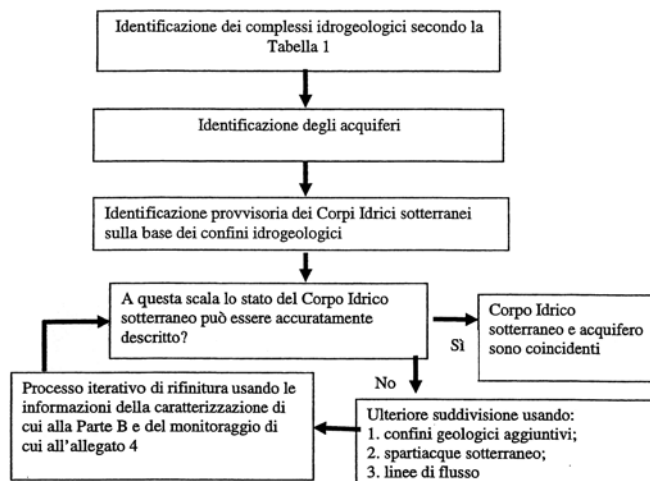 Identificazione dei complessi idrogeologici secondo la
Tabella 1
Identificazione degli acquiferi
Identificazione provvisoria dei Corpi Idrici sotterranei
sulla base dei confini idrogeologici
A questa scala lo stato del Corpo Idrico
sotterraneo può essere accuratamente
descritto?
Sì
Corpo Idrico
sotterraneo e acquifero
sono coincidenti
No
Ulteriore suddivisione usando:
1. confini geologici aggiuntivi;
2. spartiacque sotterraneo;
3. linee di flusso
Processo iterativo di rifinitura usando le
informazioni della caratterizzazione di
cui alla Parte B e del monitoraggio di
cui all'allegato 4